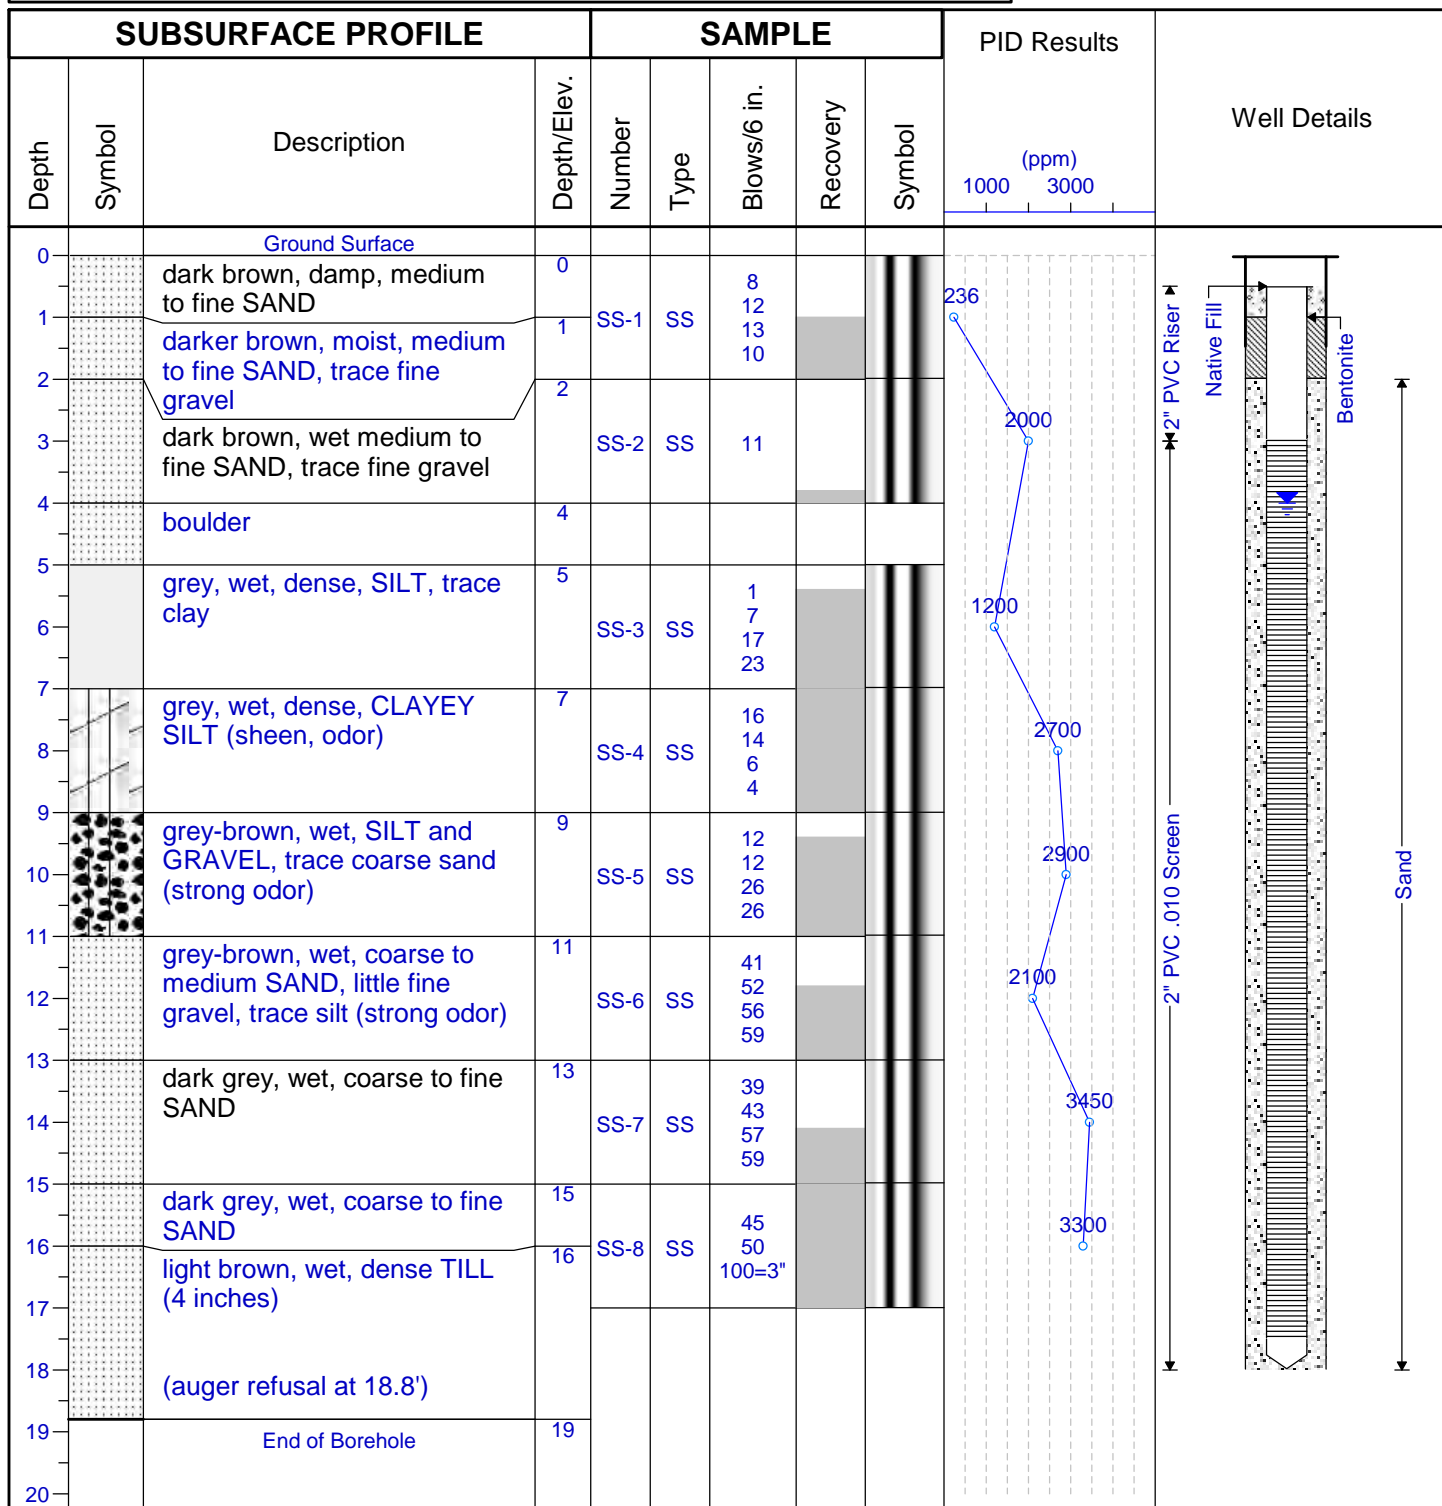 SUBSURFACE PROFILE
SAMPLE
PID Results
Well Details
Depth
Symbol
Description
Depth/Elev.
Number
Type
Blows/6 in.
Recovery
Symbol
(ppm)
1000 3000
Ground Surface
0
dark brown, damp, medium
to fine SAND
0
1
darker brown, moist, medium
to fine SAND, trace fine
gravel
1
SS-1
SS
8
12
13
10
236
2
dark brown, wet medium to
fine SAND, trace fine gravel
2
3
SS-2
SS
11
2000
4
boulder
4
5
grey, wet, dense, SILT, trace
clay
5
6
SS-3
SS
1
7
17
23
1200
7
grey, wet, dense, CLAYEY
SILT (sheen, odor)
7
8
SS-4
SS
16
14
6
4
2700
9
grey-brown, wet, SILT and
GRAVEL, trace coarse sand
(strong odor)
9
10
SS-5
SS
12
12
26
26
2900
11
grey-brown, wet, coarse to
medium SAND, little fine
gravel, trace silt (strong odor)
11
12
SS-6
SS
41
52
56
59
2100
13
dark grey, wet, coarse to fine
SAND
13
14
SS-7
SS
39
43
57
59
3450
15
dark grey, wet, coarse to fine
SAND
15
16
light brown, wet, dense TILL
(4 inches)
16
SS-8
SS
45
50
100=3"
3300
17
18
(auger refusal at 18.8')
19
End of Borehole
19
20
2" PVC Riser
Native Fill
Bentonite
2" PVC .010 Screen
Sand